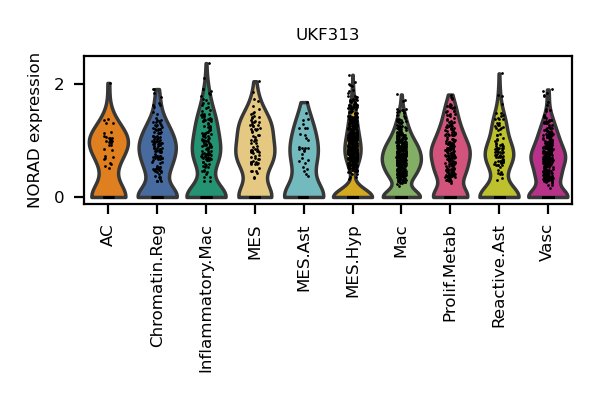 UKF313
NORAD expression
2
0
AC
Chromatin.Reg
Inflammatory.Mac
MES
MES.Ast
MES.Hyp
Mac
Prolif.Metab
Reactive.Ast
Vasc